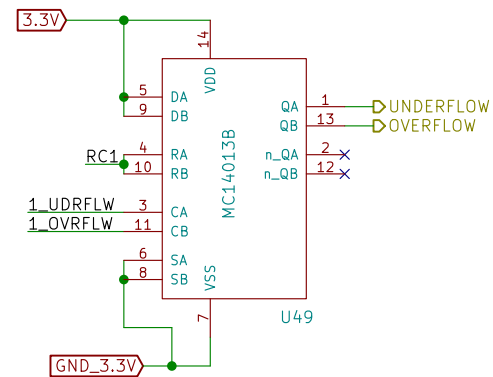 3.3V
14
VDD
5 DA
9 DB
QA 1 UNDERFLOW
QB 13 OVERFLOW
RC1
4 RA
10 RB
n_QA 2
n_QB 12
MC14013B
1_UDRFLW 3 CA
1_OVRFLW 11 CB
6 SA
8 SB
VSS
7
U49
GND_3.3V